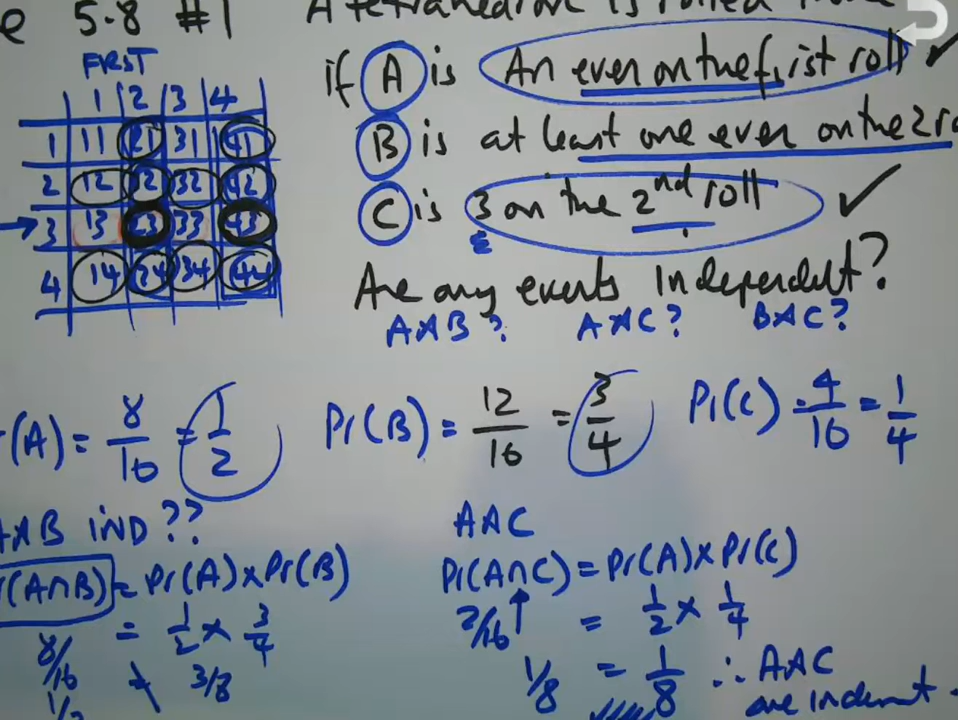 e 5.8 #1 A tetrahedron is rolled
FIRST
1 2 3 4
1 11 21 31 41
2 12 22 32 42
3 13 23 33 43
4 14 24 34 44
if A is An even on the first roll ✓
B is at least one even on the 2 ro
C is 3 on the 2nd roll ✓
Are any events Independent?
A & B? A & C? B & C?
r(A) = 8/16 = 1/2 Pr(B) = 12/16 = 3/4 Pr(C) = 4/16 = 1/4
A & B IND ??
r(A∩B) = Pr(A) × Pr(B)
8/16 = 1/2 × 3/4
1/2 ≠ 3/8
A & C
Pr(A∩C) = Pr(A) × Pr(C)
2/16 ↑ = 1/2 × 1/4
1/8 = 1/8 ∴ A & C
are